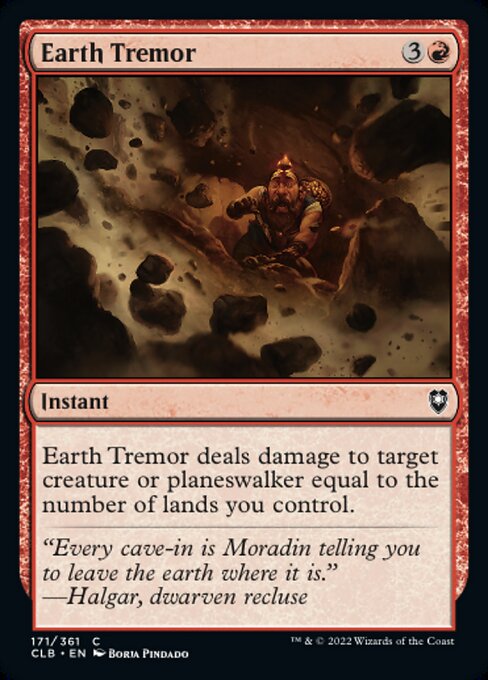 Earth Tremor 3
Instant
Earth Tremor deals damage to target
creature or planeswalker equal to the
number of lands you control.
“Every cave-in is Moradin telling you
to leave the earth where it is.”
—Halgar, dwarven recluse
171/361 C
CLB • EN Borja Pindado
™ & © 2022 Wizards of the Coast